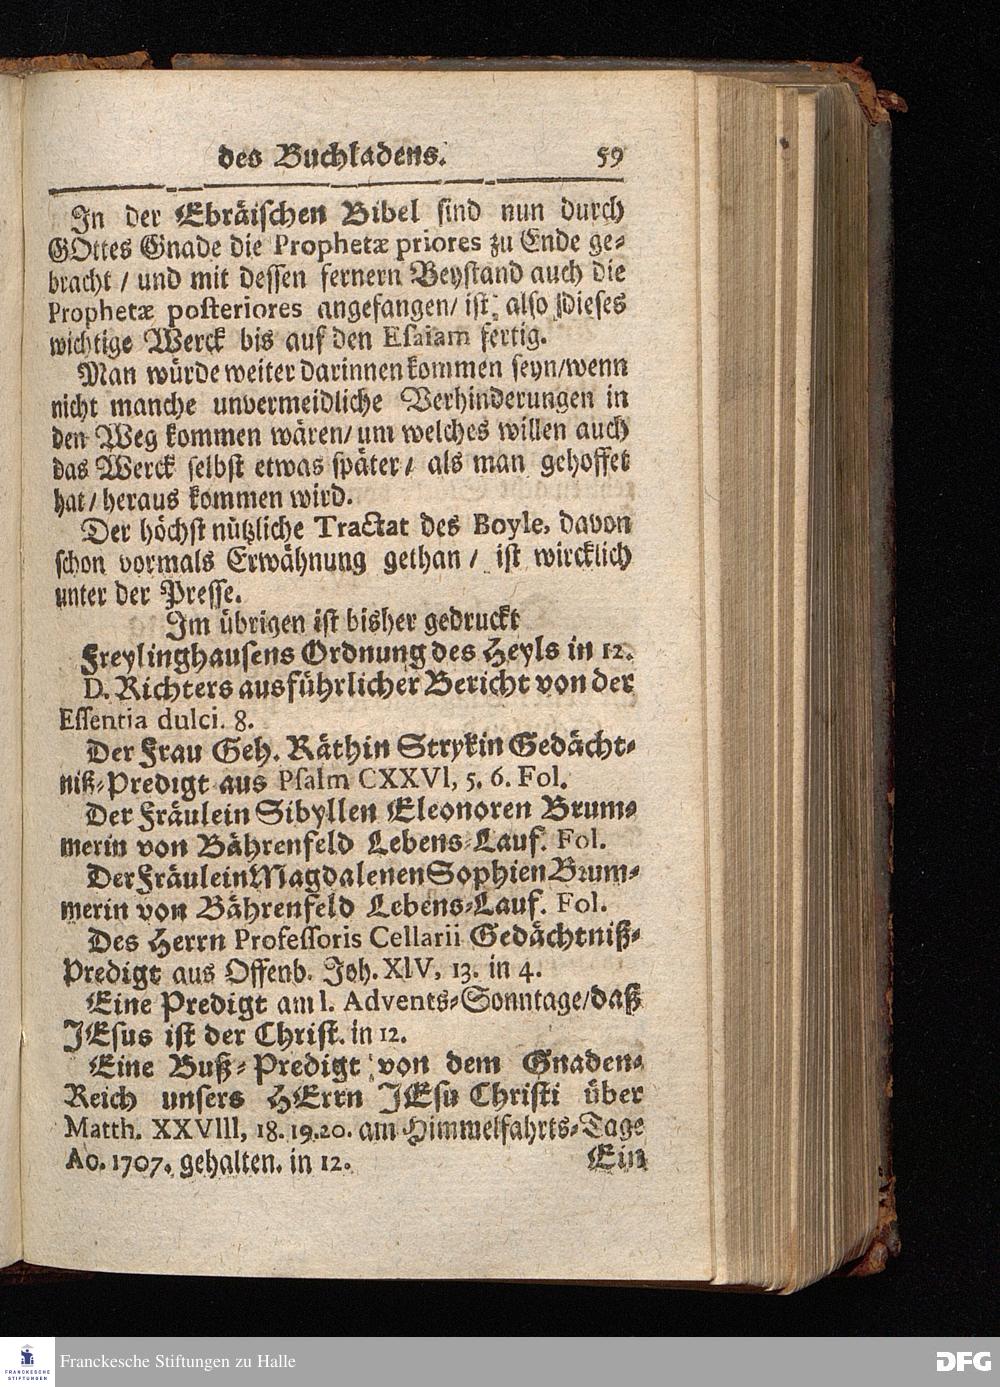 des Buchladens. 59
In der Ebräischen Bibel sind nun durch
GOttes Gnade die Prophetæ priores zu Ende ge-
bracht / und mit dessen fernern Beystand auch die
Prophetæ posteriores angefangen/ ist also dieses
wichtige Werck bis auf den Esaiam fertig.
Man würde weiter darinnen kommen seyn/wenn
nicht manche unvermeidliche Verhinderungen in
den Weg kommen wären/ um welches willen auch
das Werck selbst etwas später/ als man gehoffet
hat/ heraus kommen wird.
Der höchst nützliche Tractat des Boyle, davon
schon vormals Erwähnung gethan / ist wircklich
unter der Presse.
Im übrigen ist bisher gedruckt
Freylinghausens Ordnung des Heyls in 12.
D. Richters ausführlicher Bericht von der
Essentia dulci. 8.
Der Frau Geh. Räthin Strykin Gedächt-
niß-Predigt aus Psalm CXXVI, 5. 6. Fol.
Der Fräulein Sibyllen Eleonoren Brum-
merin von Bährenfeld Lebens-Lauf. Fol.
Der Fräulein Magdalenen Sophien Brum-
merin von Bährenfeld Lebens-Lauf. Fol.
Des Herrn Professoris Cellarii Gedächtniß-
Predigt aus Offenb. Joh. XIV, 13. in 4.
Eine Predigt am I. Advents-Sonntage/daß
JEsus ist der Christ. in 12.
Eine Buß-Predigt von dem Gnaden-
Reich unsers HErrn JEsu Christi über
Matth. XXVIII, 18. 19. 20. am Himmelfahrts-Tage
Ao. 1707. gehalten. in 12. Ein
FRANCKESCHE
STIFTUNGEN
Franckesche Stiftungen zu Halle
DFG